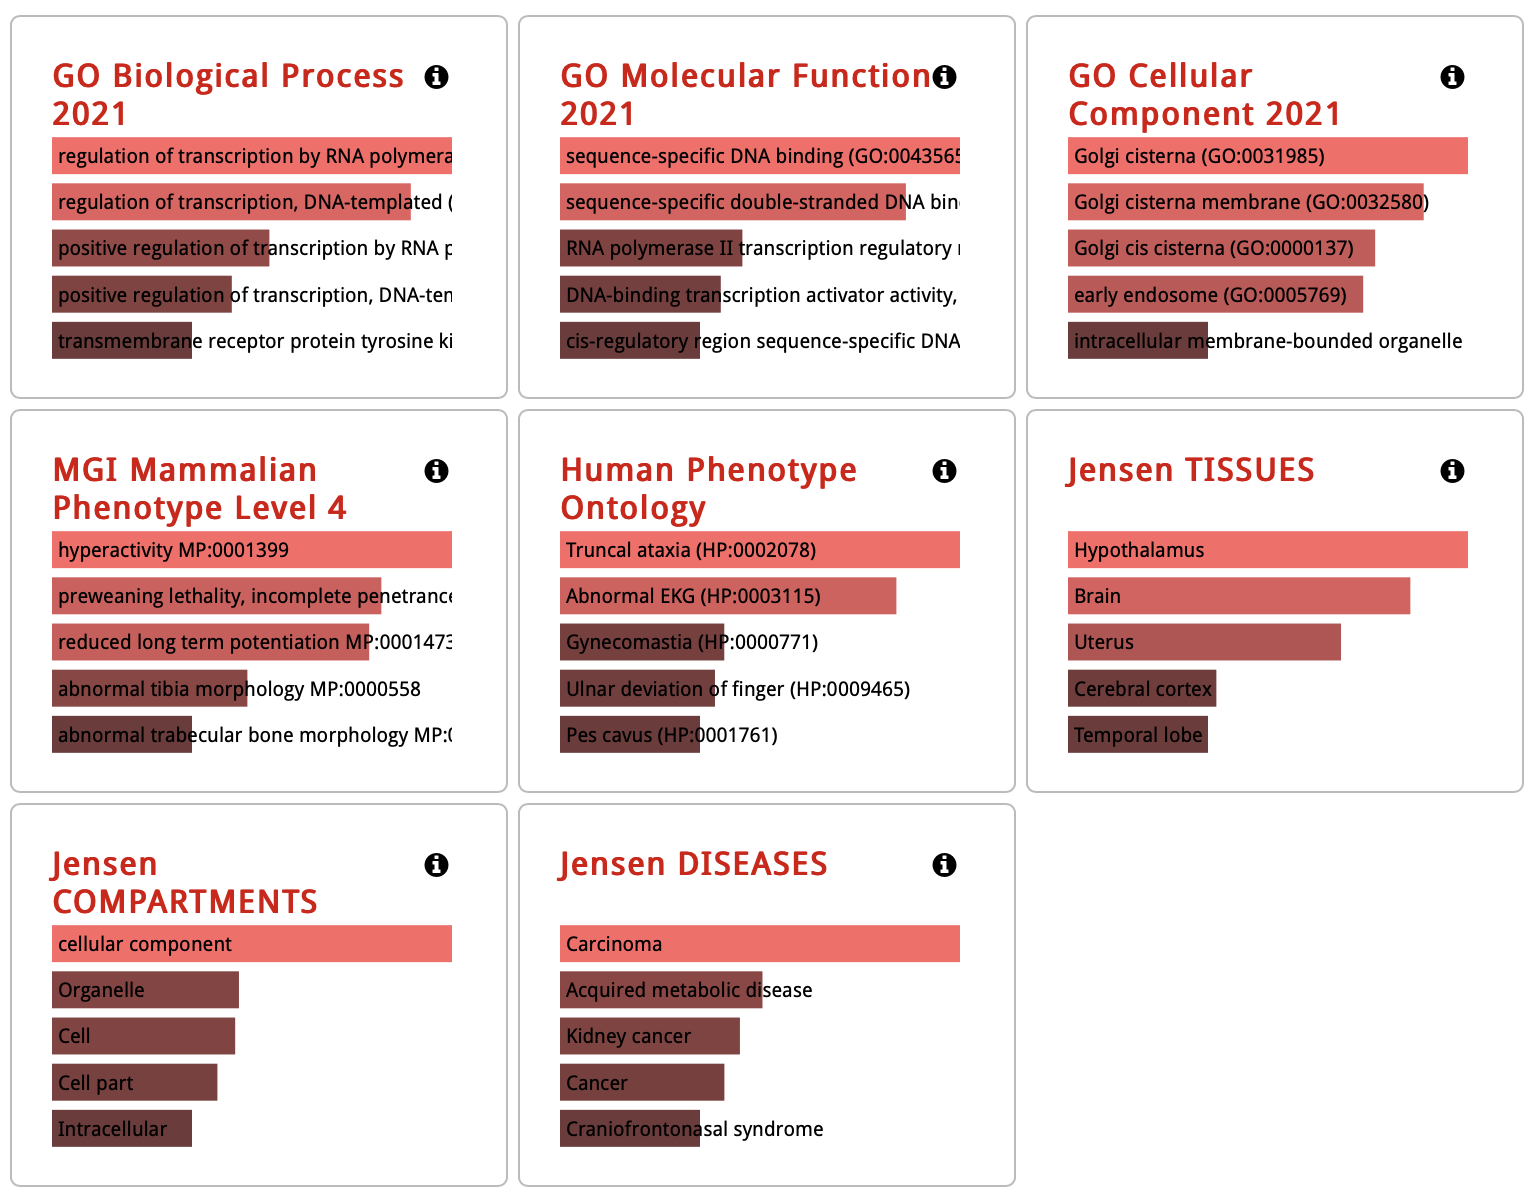 GO Biological Process
2021
regulation of transcription by RNA polymera
regulation of transcription, DNA-templated (
positive regulation of transcription by RNA p
positive regulation of transcription, DNA-ten
transmembrane receptor protein tyrosine ki
GO Molecular Function
2021
sequence-specific DNA binding (GO:0043565
sequence-specific double-stranded DNA bin
RNA polymerase II transcription regulatory r
DNA-binding transcription activator activity,
cis-regulatory region sequence-specific DNA
GO Cellular
Component 2021
Golgi cisterna (GO:0031985)
Golgi cisterna membrane (GO:0032580)
Golgi cis cisterna (GO:0000137)
early endosome (GO:0005769)
intracellular membrane-bounded organelle
MGI Mammalian
Phenotype Level 4
hyperactivity MP:0001399
preweaning lethality, incomplete penetrance
reduced long term potentiation MP:0001473
abnormal tibia morphology MP:0000558
abnormal trabecular bone morphology MP:0
Human Phenotype
Ontology
Truncal ataxia (HP:0002078)
Abnormal EKG (HP:0003115)
Gynecomastia (HP:0000771)
Ulnar deviation of finger (HP:0009465)
Pes cavus (HP:0001761)
Jensen TISSUES
Hypothalamus
Brain
Uterus
Cerebral cortex
Temporal lobe
Jensen
COMPARTMENTS
cellular component
Organelle
Cell
Cell part
Intracellular
Jensen DISEASES
Carcinoma
Acquired metabolic disease
Kidney cancer
Cancer
Craniofrontonasal syndrome